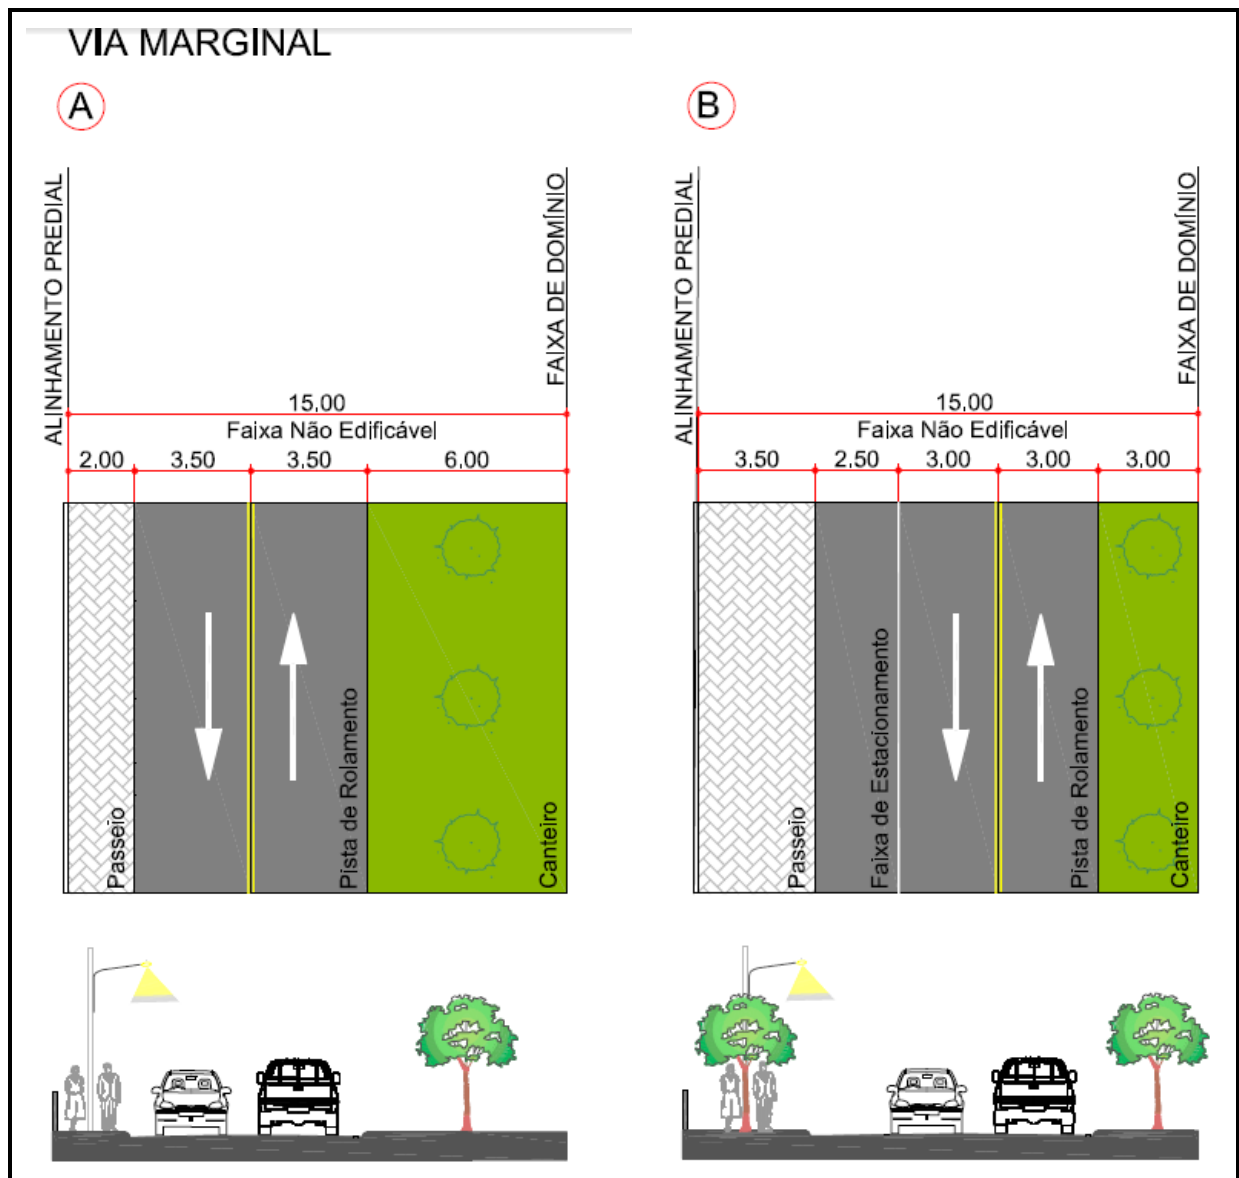 VIA MARGINAL
A
ALINHAMENTO PREDIAL
FAIXA DE DOMÍNIO
15,00
Faixa Não Edificável
2,00 3,50 3,50 6,00
Passeio
Pista de Rolamento
Canteiro
B
ALINHAMENTO PREDIAL
FAIXA DE DOMÍNIO
15,00
Faixa Não Edificável
3,50 2,50 3,00 3,00 3,00
Passeio
Faixa de Estacionamento
Pista de Rolamento
Canteiro